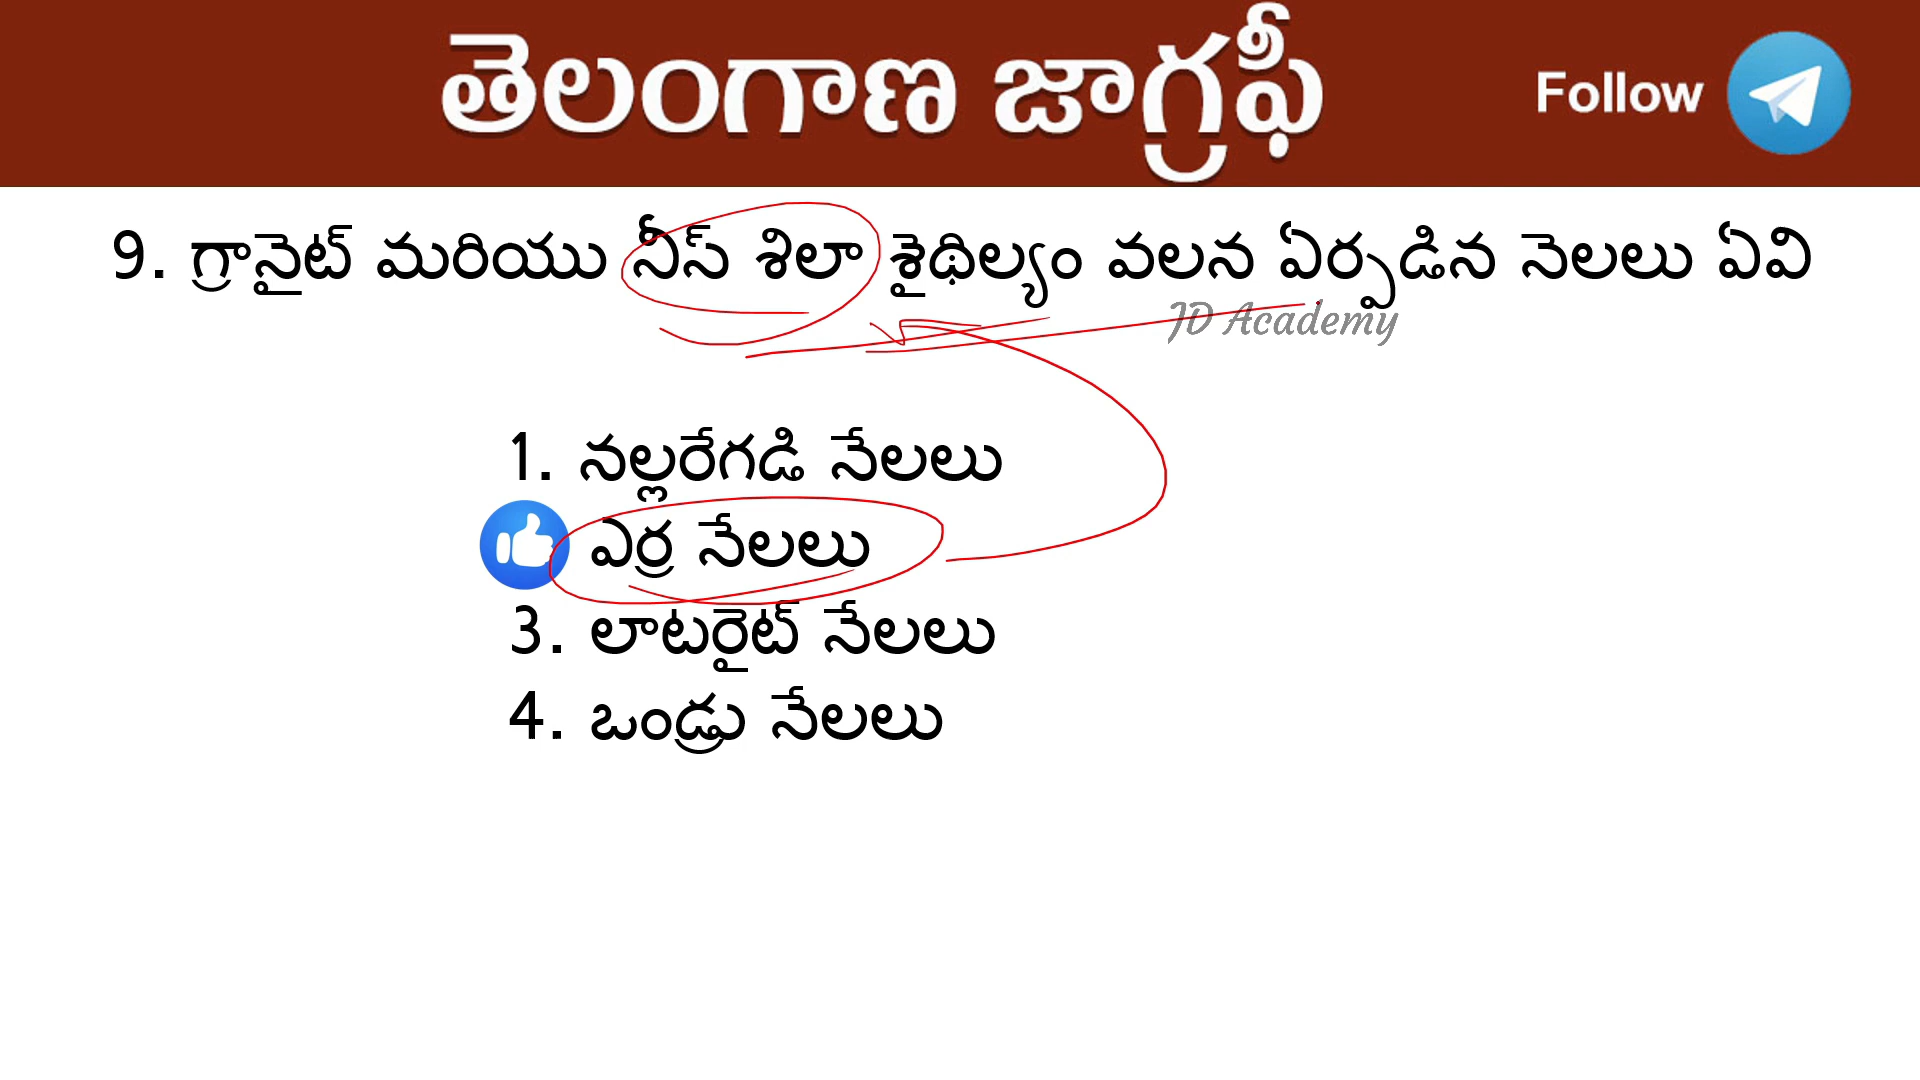 తెలంగాణ జాగ్రఫీ
Follow
9. గ్రానైట్ మరియు నీస్ శిలా శైథిల్యం వలన ఏర్పడిన నెలలు ఏవి
JD Academy
1. నల్లరేగడి నేలలు
ఎర్ర నేలలు
3. లాటరైట్ నేలలు
4. ఒండ్రు నేలలు